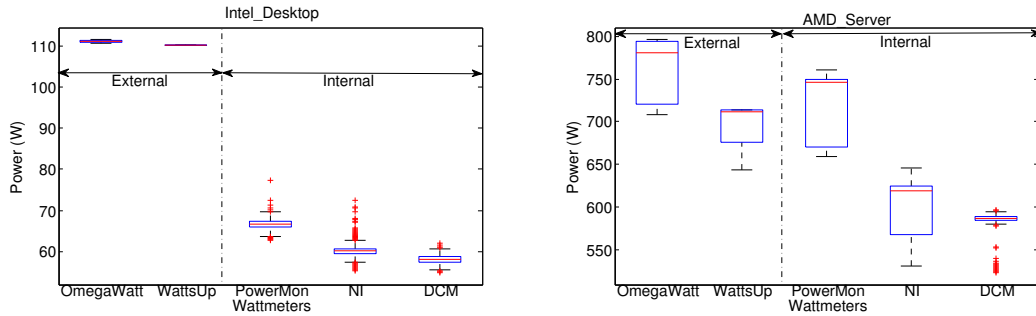 Intel_Desktop
110
100
90
80
70
60
Power (W)
External
Internal
OmegaWatt WattsUp PowerMon NI DCM
Wattmeters
AMD_Server
800
750
700
650
600
550
Power (W)
External
Internal
OmegaWatt WattsUp PowerMon NI DCM
Wattmeters